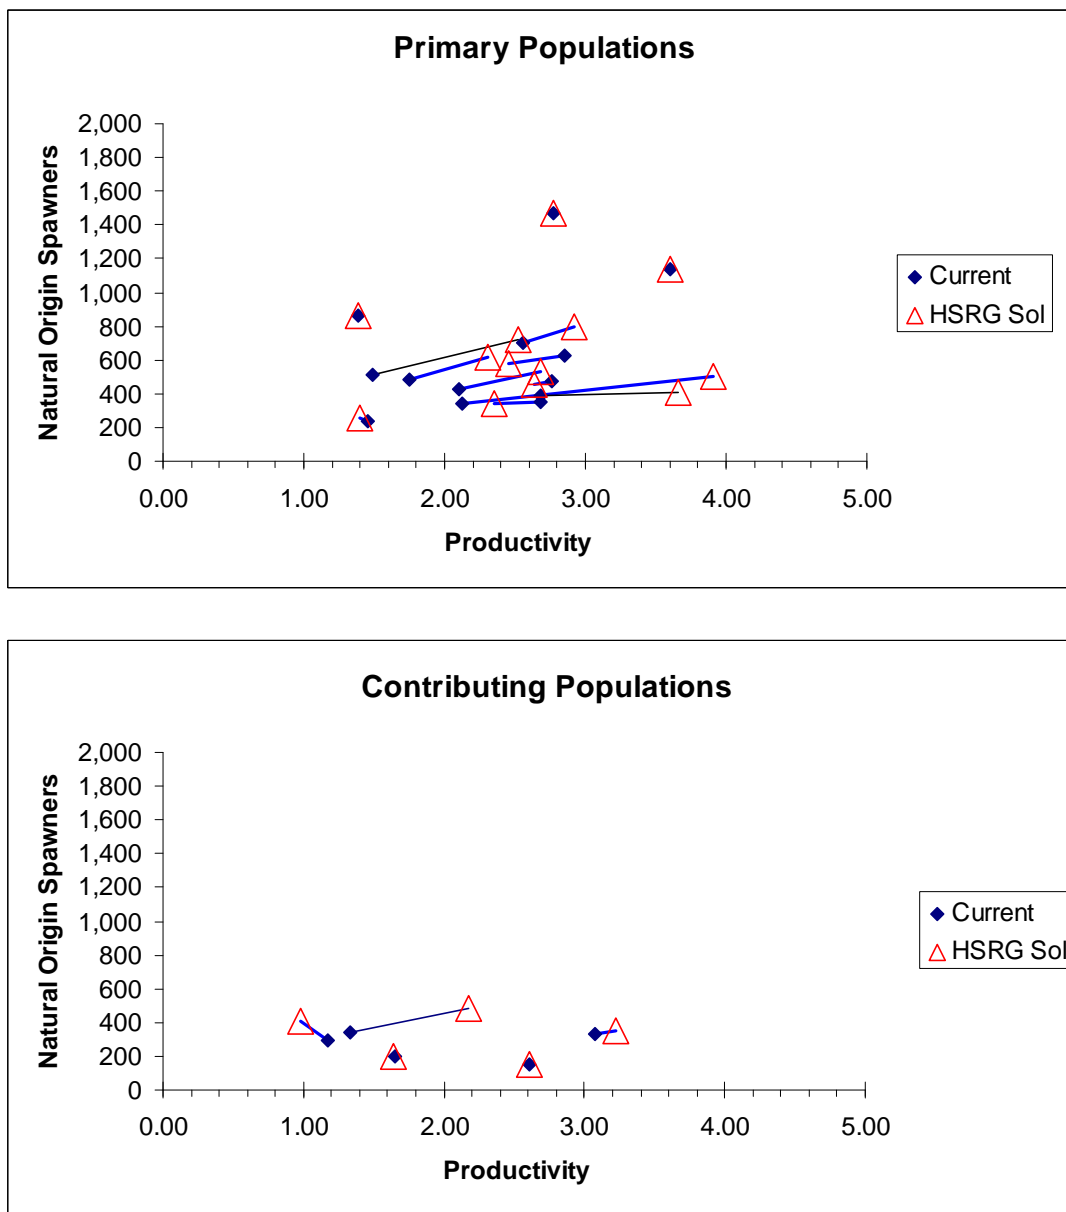 Primary Populations
Natural Origin Spawners
2,000
1,800
1,600
1,400
1,200
1,000
800
600
400
200
0
0.00 1.00 2.00 3.00 4.00 5.00
Productivity
Current
HSRG Sol
Contributing Populations
Natural Origin Spawners
2,000
1,800
1,600
1,400
1,200
1,000
800
600
400
200
0
0.00 1.00 2.00 3.00 4.00 5.00
Productivity
Current
HSRG Sol